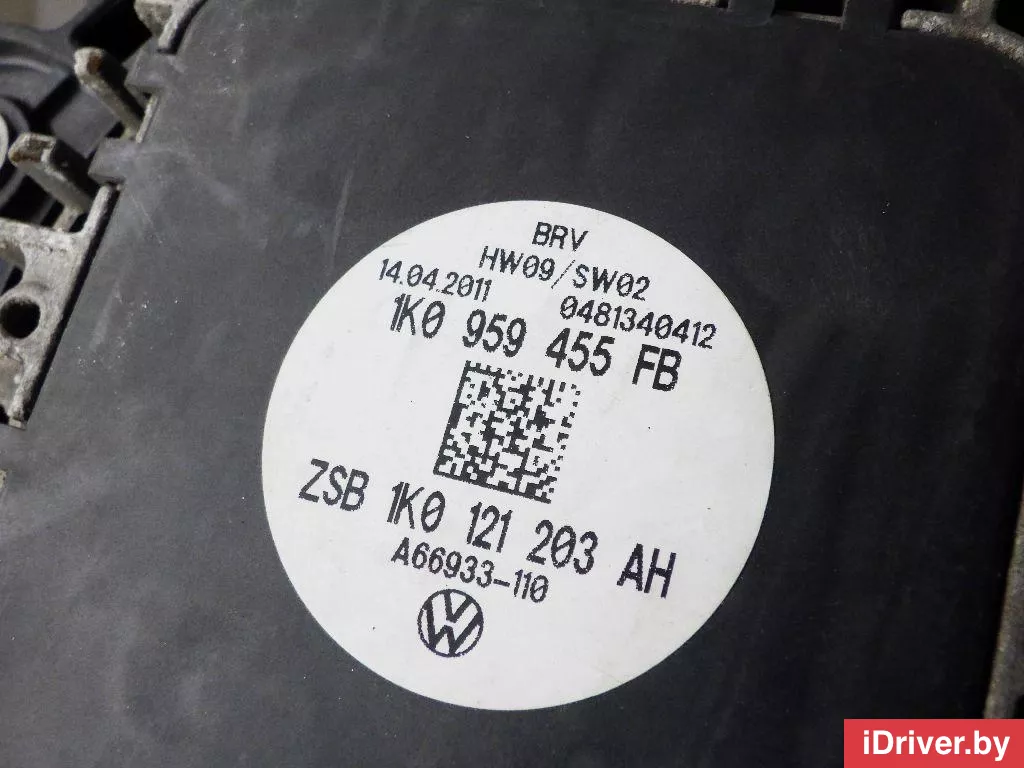 BRV
HW09/SW02
14.04.2011 0481340412
1K0 959 455 FB
ZSB 1K0 121 203 AH
A66933-110
iDriver.by